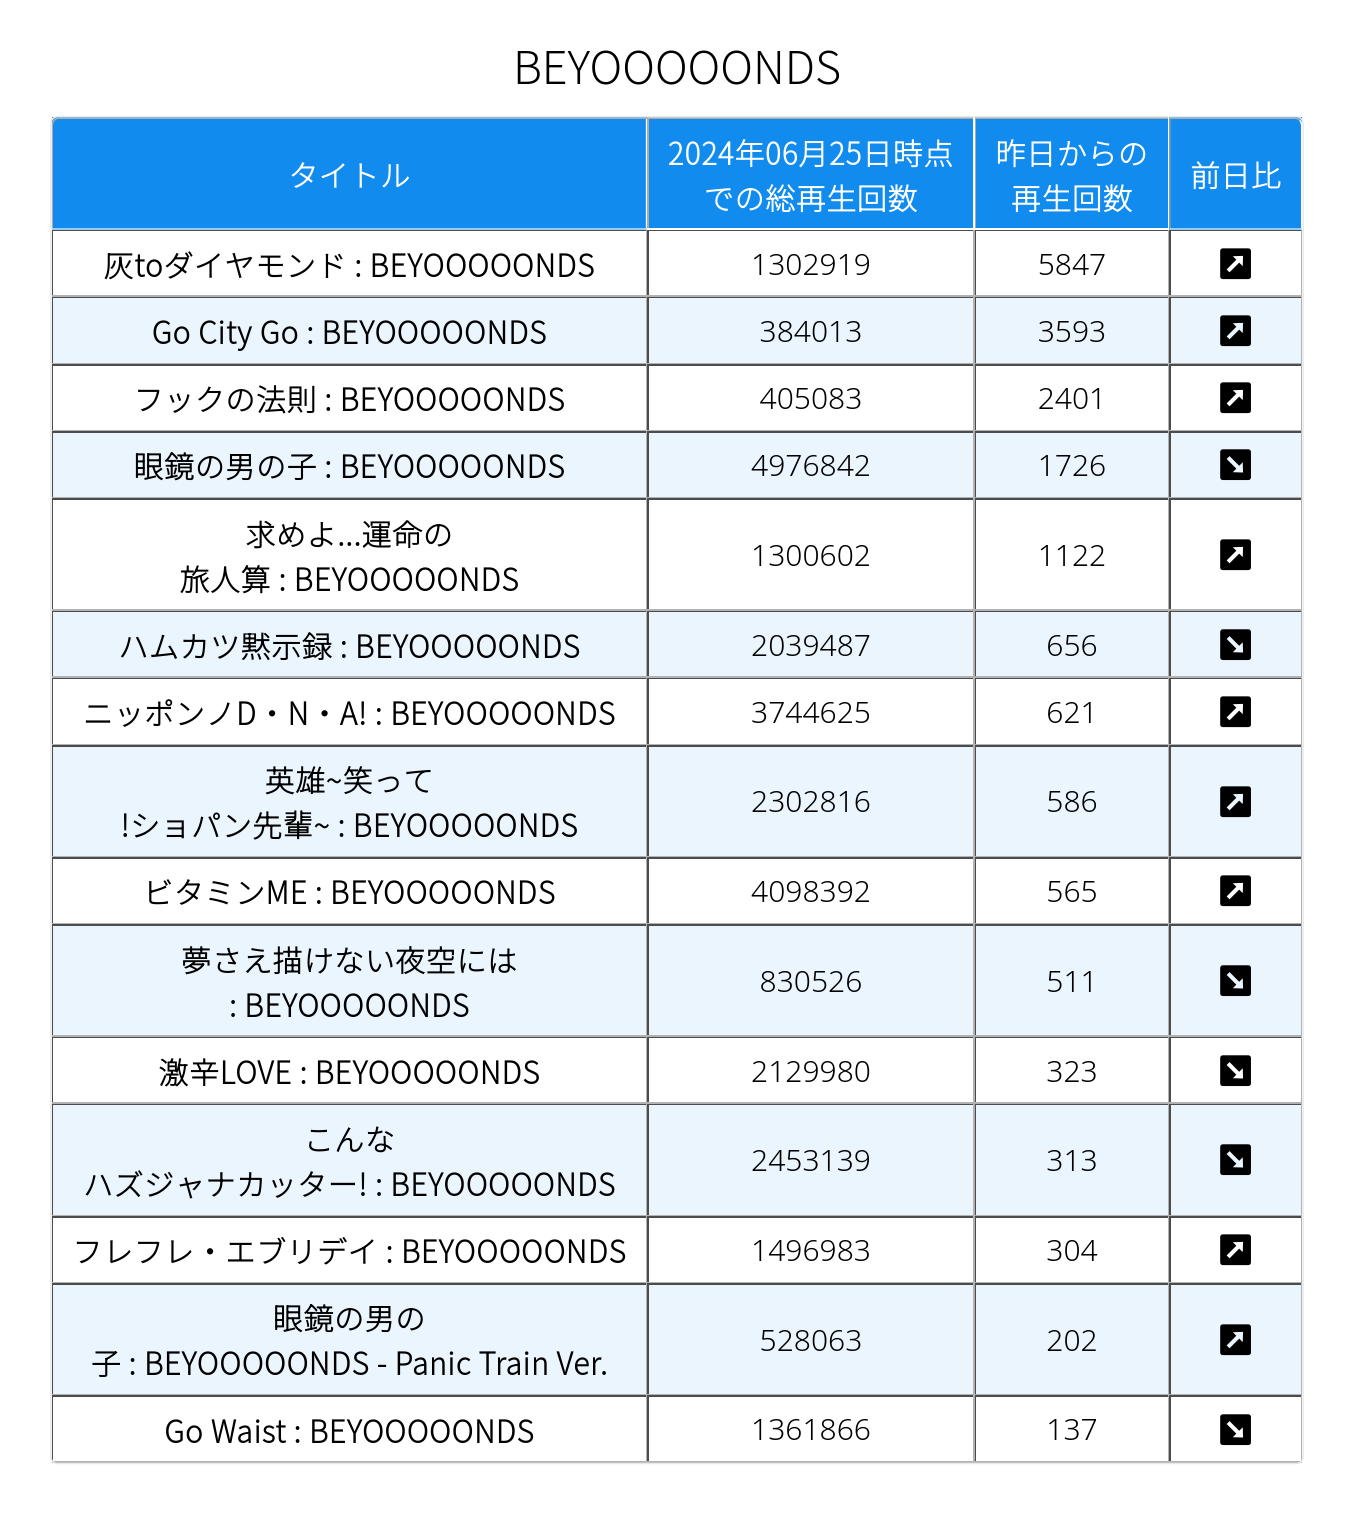 BEYOOOOONDS
タイトル
2024年06月25日時点
での総再生回数
昨日からの
再生回数
前日比
灰toダイヤモンド : BEYOOOOONDS 1302919 5847 ↗
Go City Go : BEYOOOOONDS 384013 3593 ↗
フックの法則 : BEYOOOOONDS 405083 2401 ↗
眼鏡の男の子 : BEYOOOOONDS 4976842 1726 ↘
求めよ...運命の
旅人算 : BEYOOOOONDS 1300602 1122 ↗
ハムカツ黙示録 : BEYOOOOONDS 2039487 656 ↘
ニッポンノD・N・A! : BEYOOOOONDS 3744625 621 ↗
英雄~笑って
!ショパン先輩~ : BEYOOOOONDS 2302816 586 ↗
ビタミンME : BEYOOOOONDS 4098392 565 ↗
夢さえ描けない夜空には
: BEYOOOOONDS 830526 511 ↘
激辛LOVE : BEYOOOOONDS 2129980 323 ↘
こんな
ハズジャナカッター! : BEYOOOOONDS 2453139 313 ↘
フレフレ・エブリデイ : BEYOOOOONDS 1496983 304 ↗
眼鏡の男の
子 : BEYOOOOONDS - Panic Train Ver. 528063 202 ↗
Go Waist : BEYOOOOONDS 1361866 137 ↘